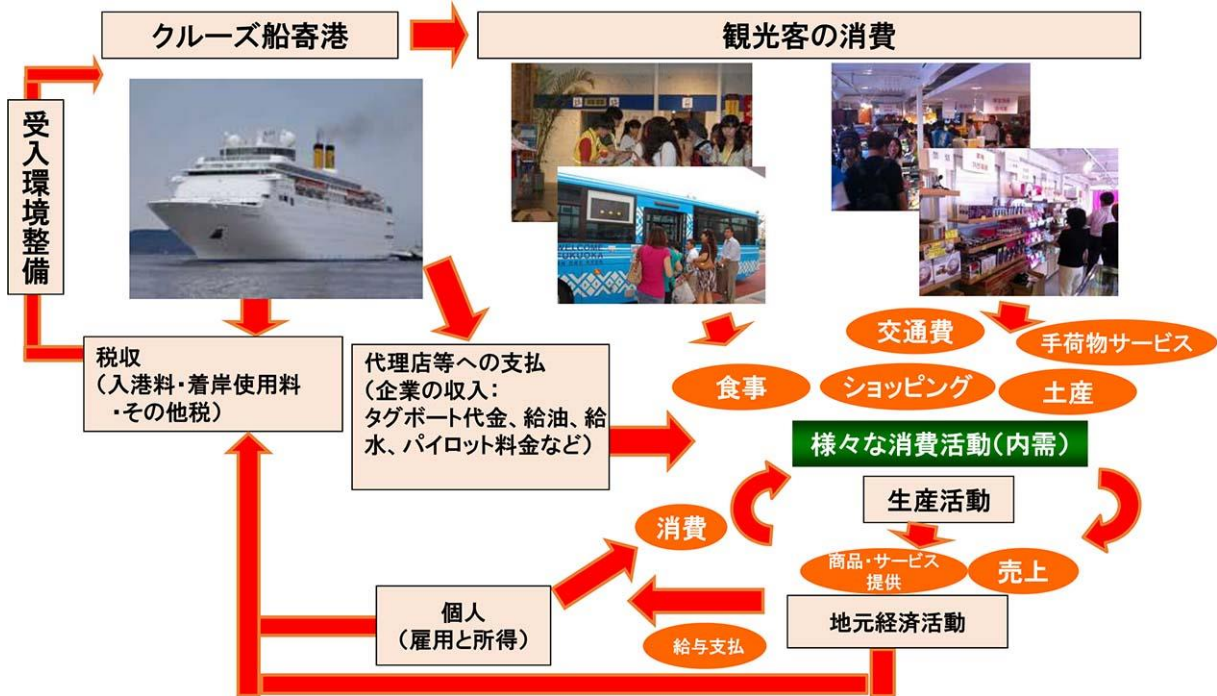 クルーズ船寄港
観光客の消費
受入環境整備
WELCOME
FUKUOKA
税収
(入港料・着岸使用料
・その他税)
代理店等への支払
(企業の収入:
タグボート代金、給油、給
水、パイロット料金など)
交通費
手荷物サービス
食事
ショッピング
土産
様々な消費活動(内需)
生産活動
消費
商品・サービス
提供
売上
個人
(雇用と所得)
給与支払
地元経済活動